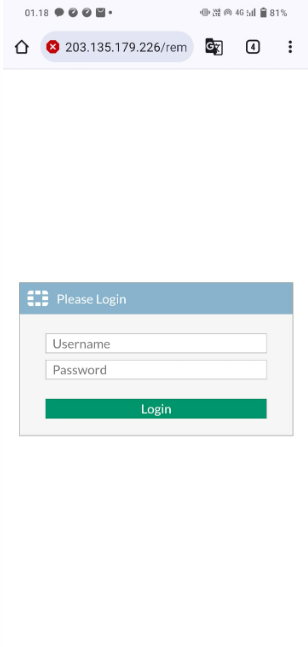 01.18
4G 81%
203.135.179.226/rem
4
Please Login
Username
Password
Login